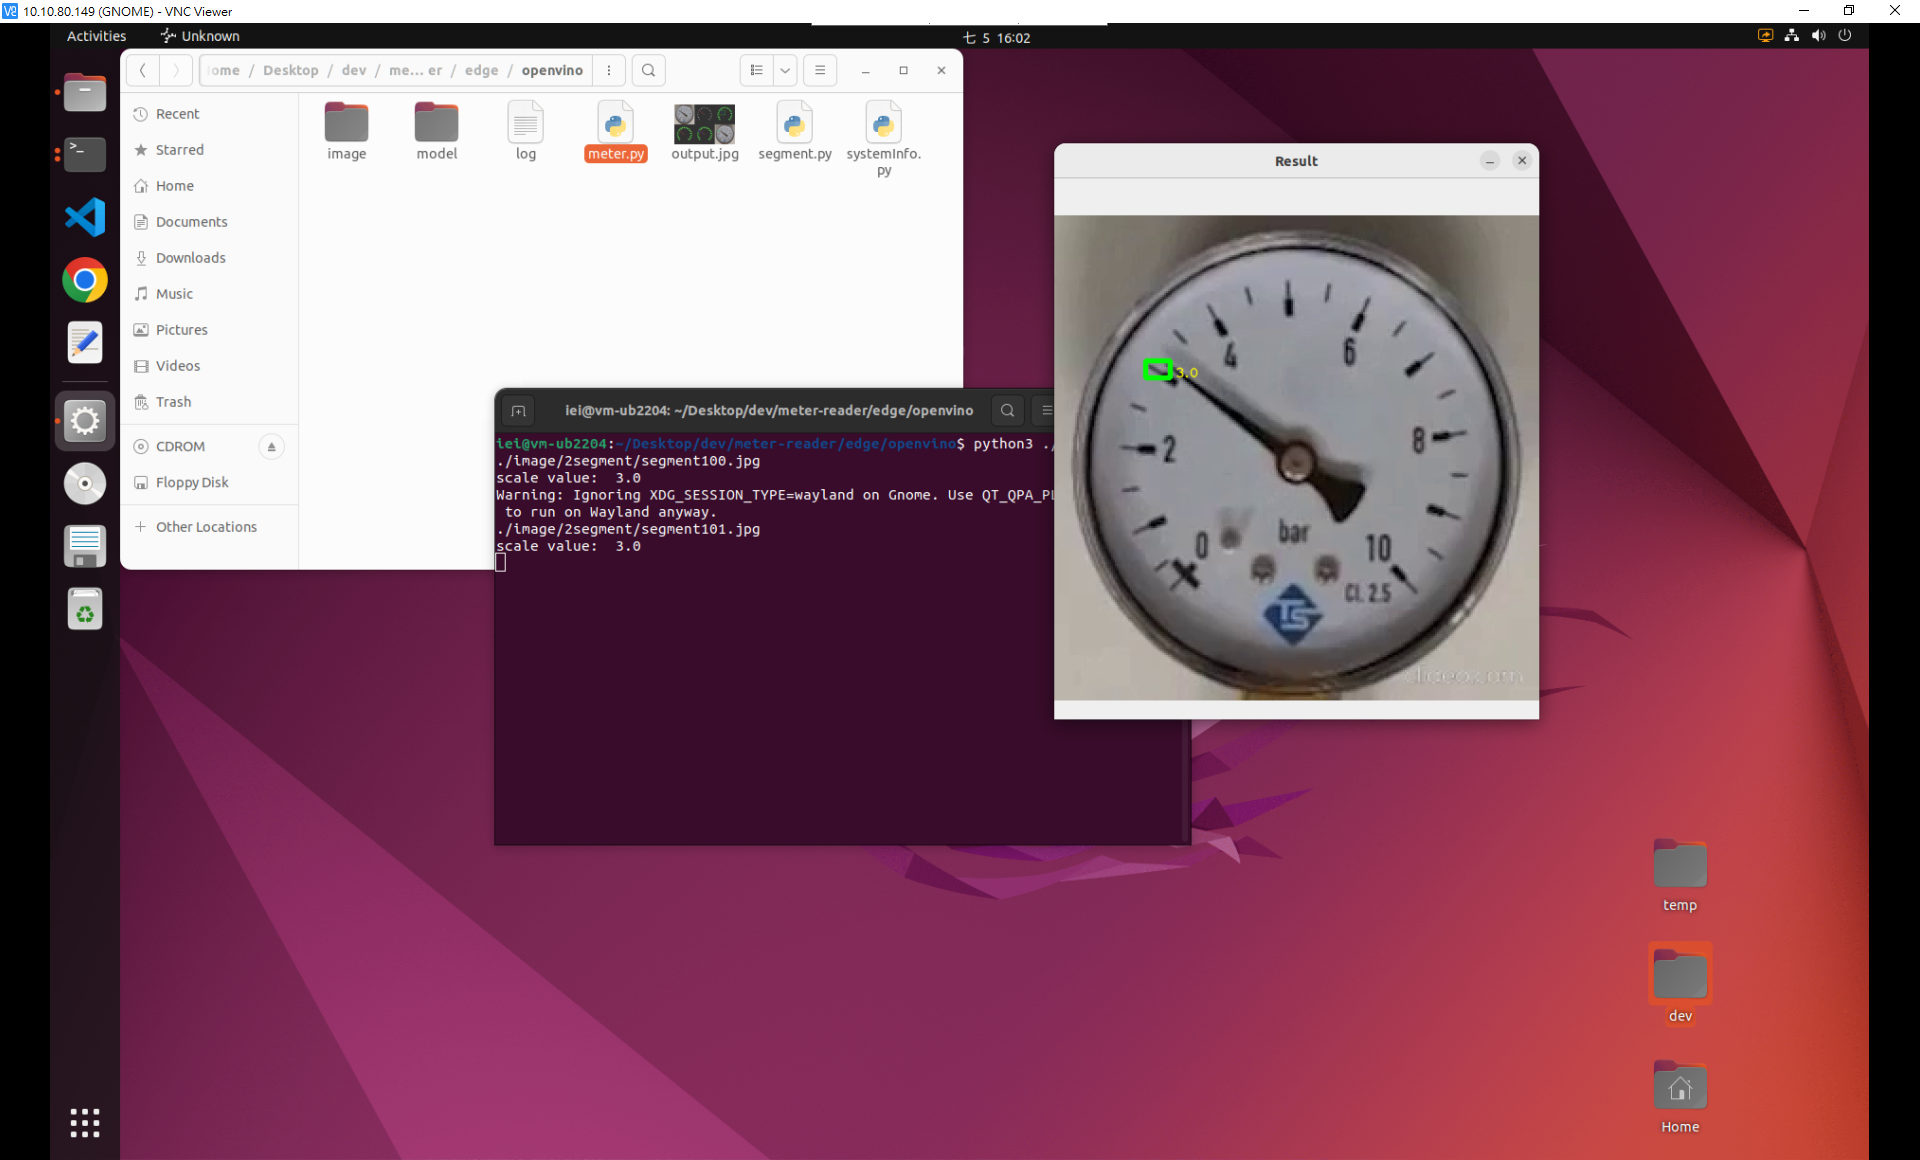 10.10.80.149 (GNOME) - VNC Viewer
Activities
Unknown
七 5 16:02
ome / Desktop / dev / me... er / edge / openvino
Recent
Starred
Home
Documents
Downloads
Music
Pictures
Videos
Trash
CDROM
Floppy Disk
Other Locations
image
model
log
meter.py
output.jpg
segment.py
systemInfo.
py
iei@vm-ub2204: ~/Desktop/dev/meter-reader/edge/openvino
iei@vm-ub2204:~/Desktop/dev/meter-reader/edge/openvino$ python3 ./
./image/2segment/segment100.jpg
scale value:  3.0
Warning: Ignoring XDG_SESSION_TYPE=wayland on Gnome. Use QT_QPA_PL
 to run on Wayland anyway.
./image/2segment/segment101.jpg
scale value:  3.0
Result
4
6
3.0
2
8
bar
0
10
CL 2.5
TS
temp
dev
Home